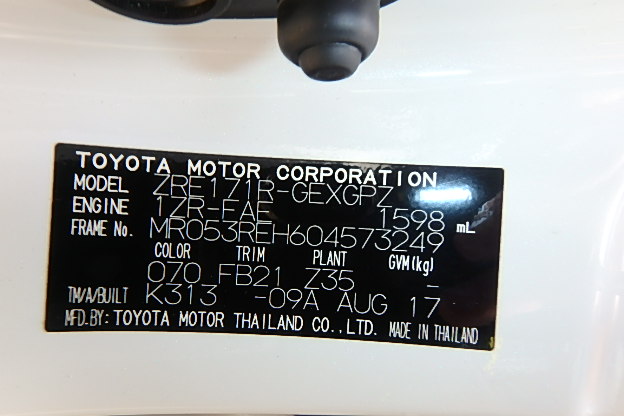 TOYOTA MOTOR CORPORATION
MODEL ZRE171R-GEXGPZ
ENGINE 1ZR-FAE 1598 mL
FRAME No. MR053REH604573249
COLOR TRIM PLANT GVM(kg)
070 FB21 Z35 -
TM/A/BUILT K313 -09A AUG 17
MFD.BY: TOYOTA MOTOR THAILAND CO.,LTD. MADE IN THAILAND